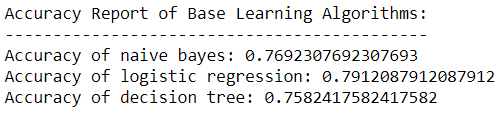 Accuracy Report of Base Learning Algorithms:
-------------------------------------------
Accuracy of naive bayes: 0.7692307692307693
Accuracy of logistic regression: 0.7912087912087912
Accuracy of decision tree: 0.7582417582417582